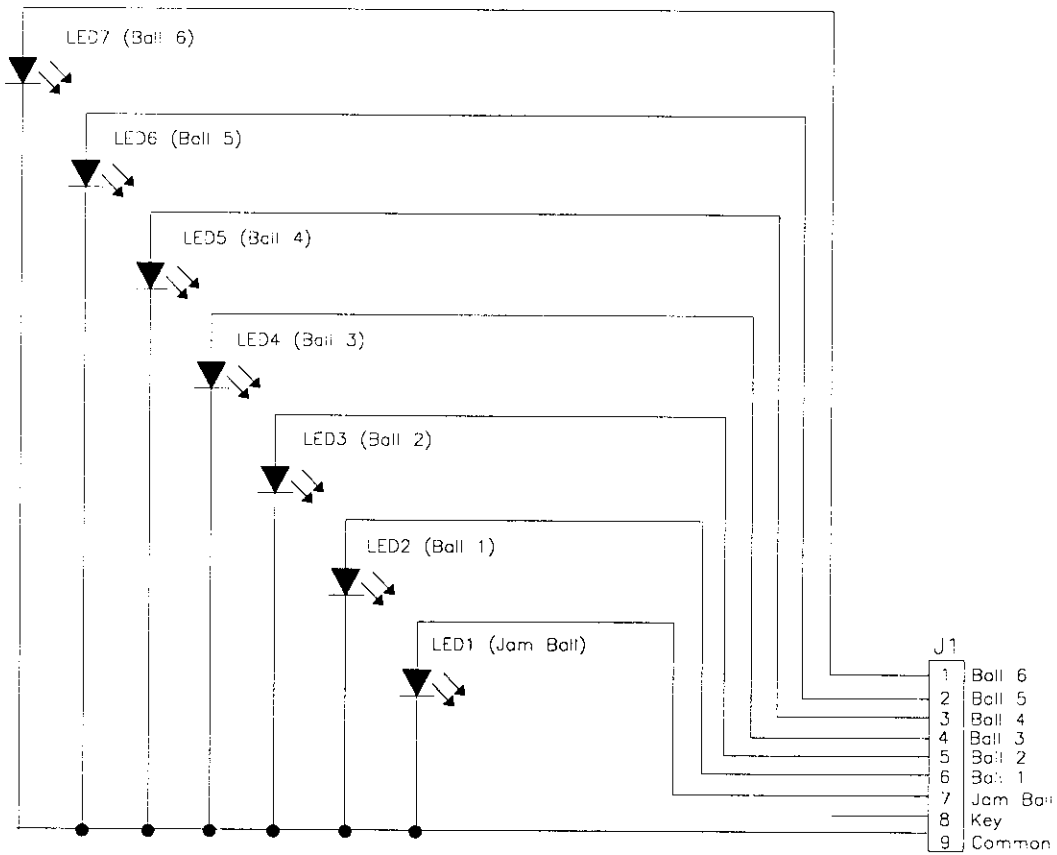 LED7 (Ball 6)
LED6 (Ball 5)
LED5 (Ball 4)
LED4 (Ball 3)
LED3 (Ball 2)
LED2 (Ball 1)
LED1 (Jam Ball)
J1
1 Ball 6
2 Ball 5
3 Ball 4
4 Ball 3
5 Ball 2
6 Ball 1
7 Jam Ball
8 Key
9 Common